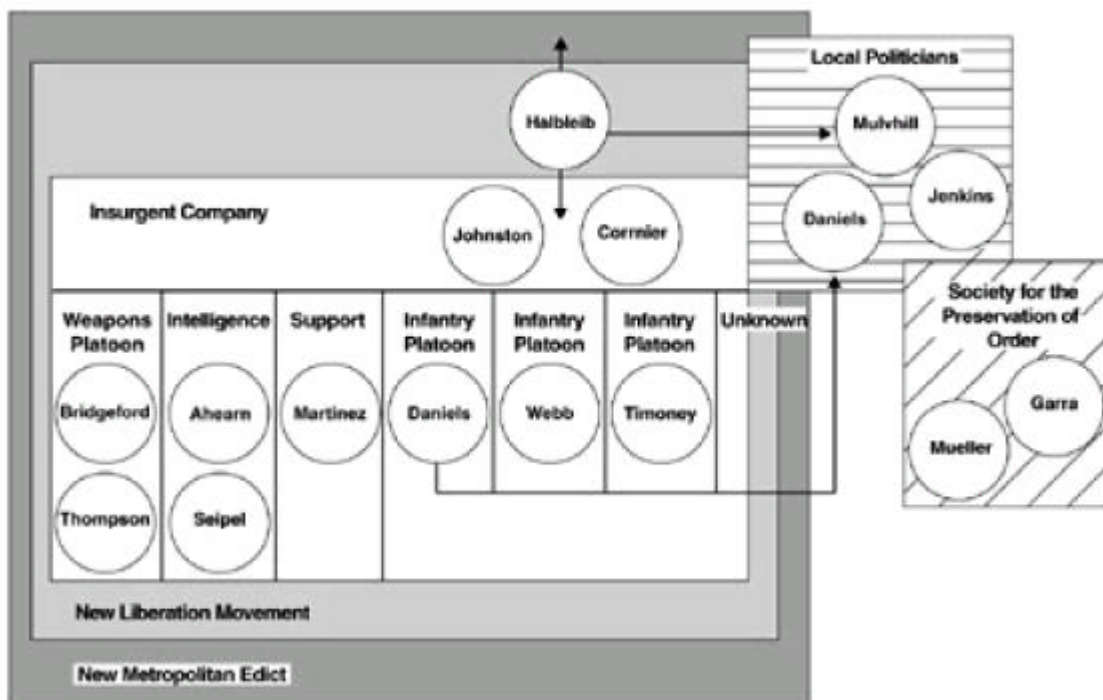 Local Politicians
Halbleib
Mulvhill
Jenkins
Daniels
Insurgent Company
Johnston
Corrnier
Society for the
Preservation of
Order
Garra
Mueller
Weapons
Platoon
Intelligence
Support
Infantry
Platoon
Infantry
Platoon
Infantry
Platoon
Unknown
Bridgeford
Ahearn
Martinez
Daniels
Webb
Timoney
Thompson
Seipel
New Liberation Movement
New Metropolitan Edict